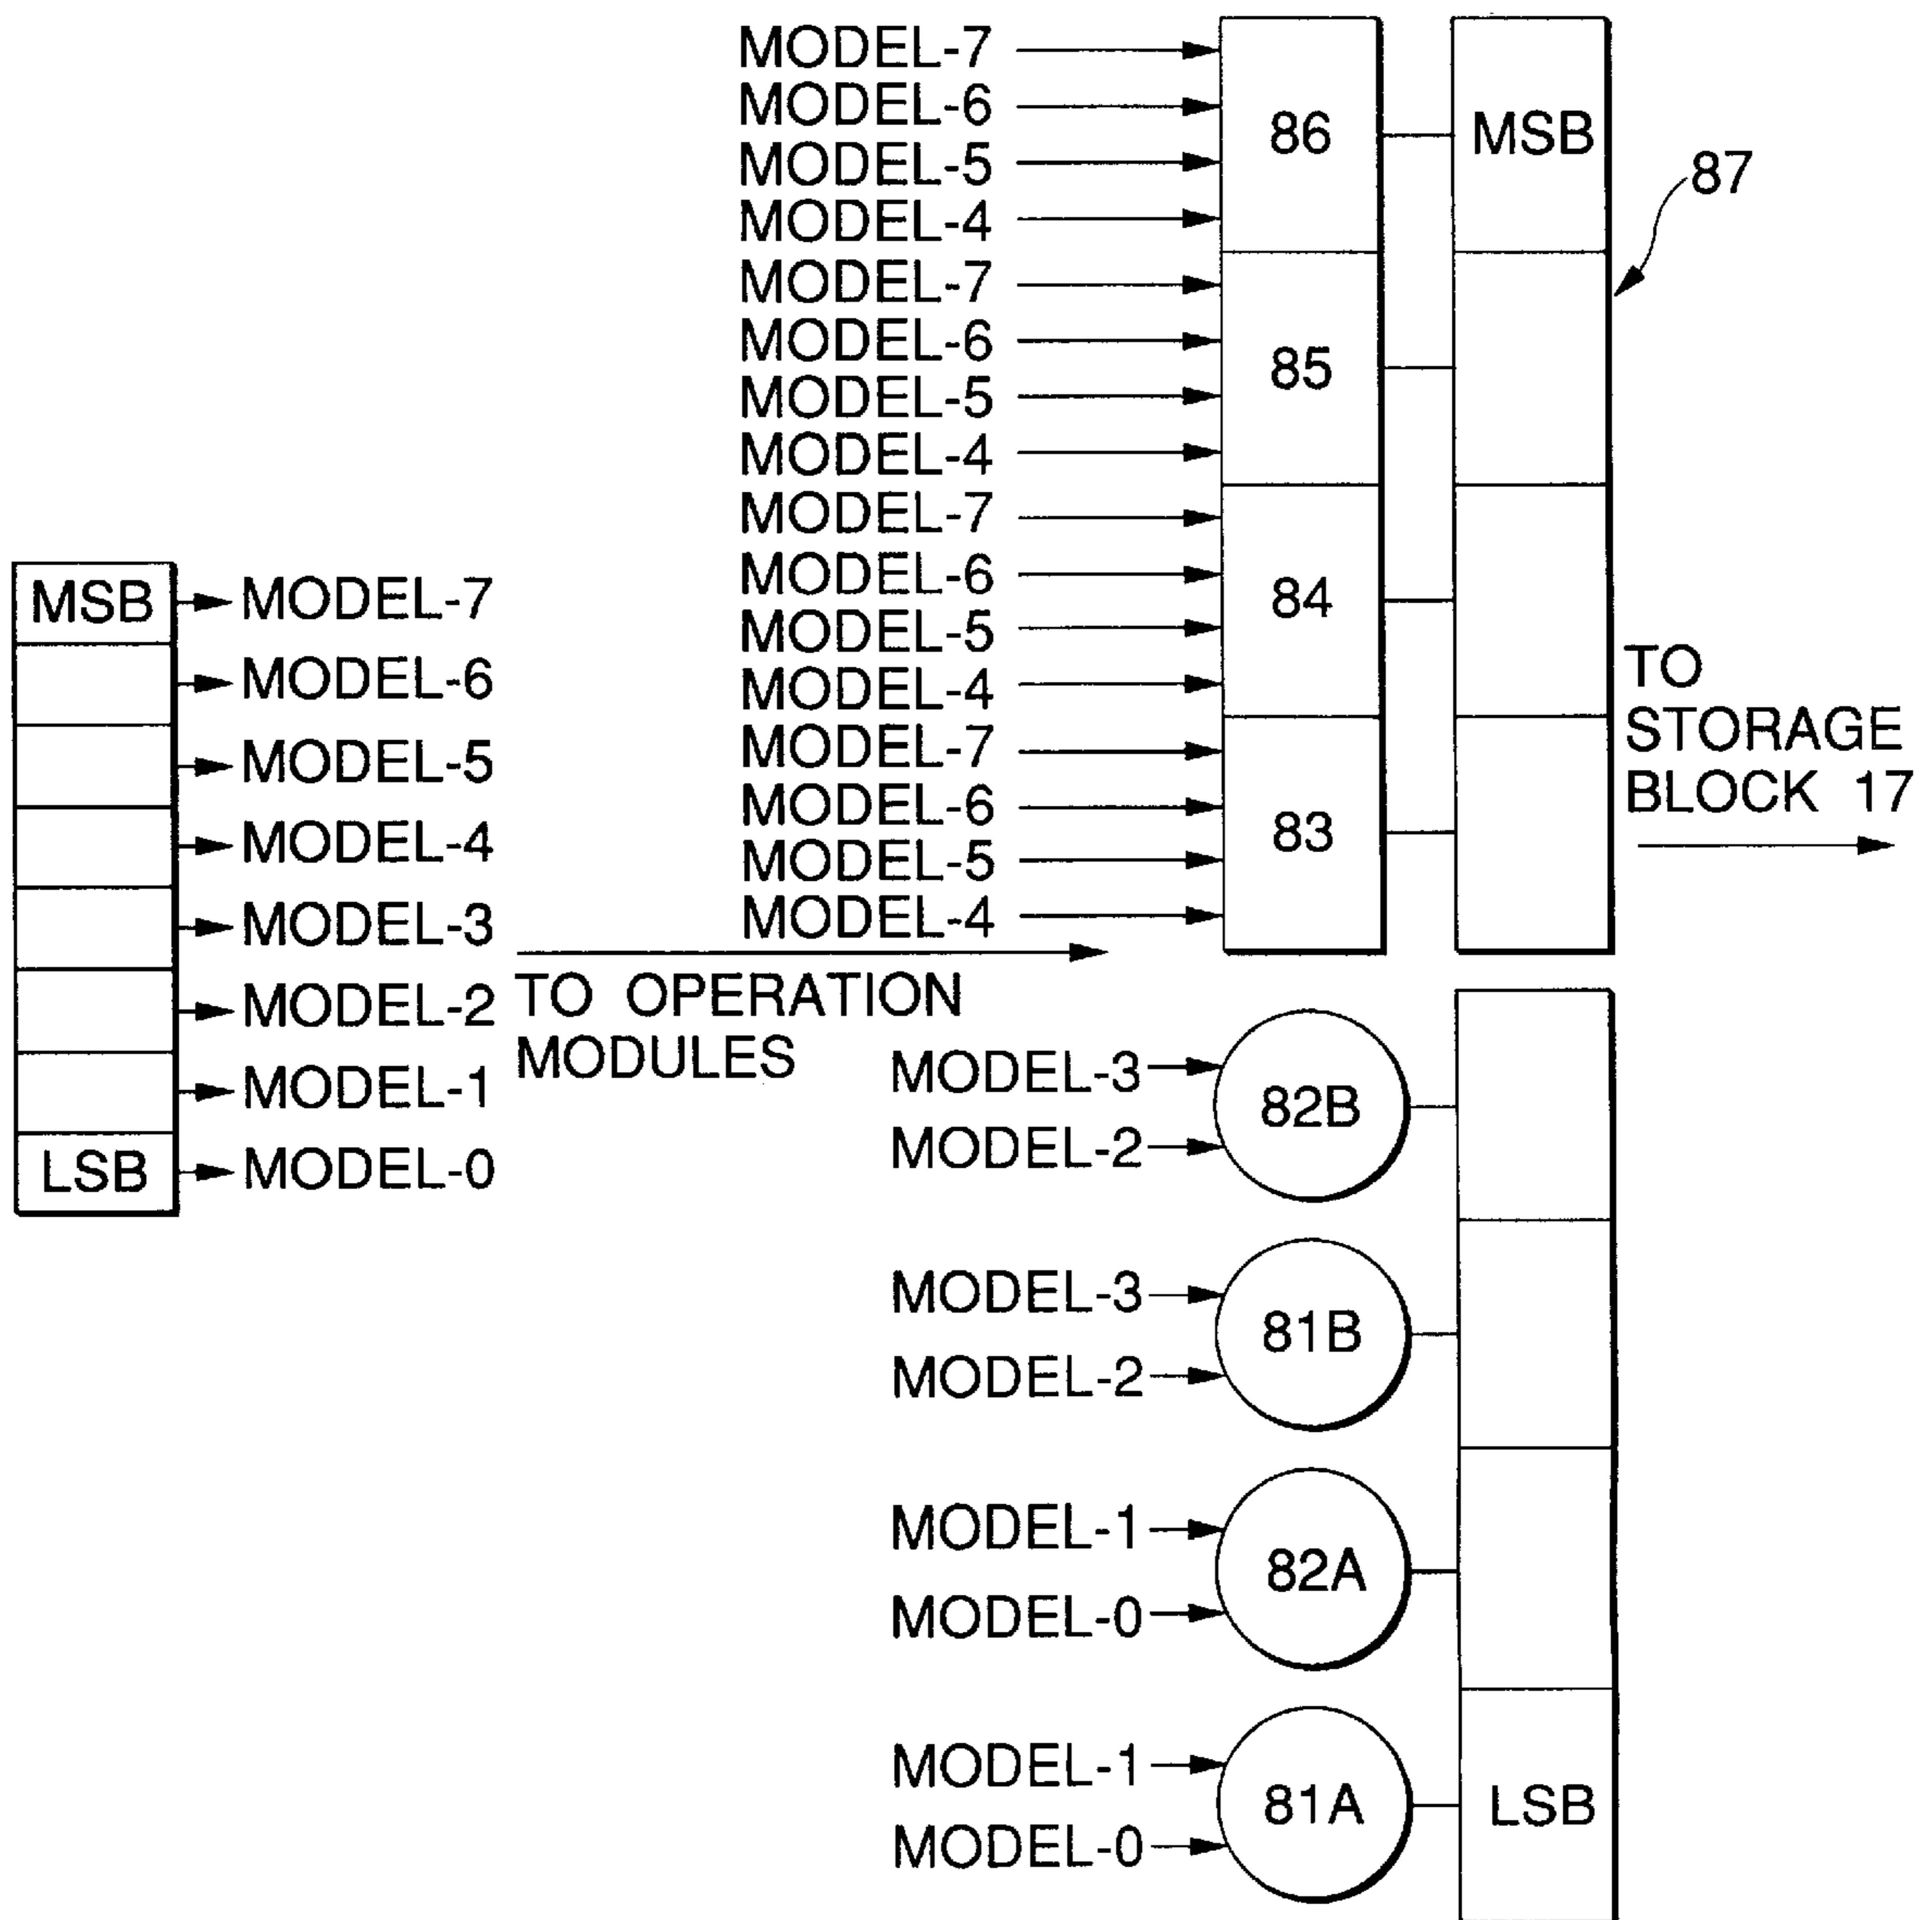 MSB
MODEL-7
MODEL-6
MODEL-5
MODEL-4
MODEL-3
MODEL-2
MODEL-1
LSB
MODEL-0
TO OPERATION
MODULES
MODEL-7
MODEL-6
MODEL-5
MODEL-4
86
MSB
87
MODEL-7
MODEL-6
MODEL-5
MODEL-4
85
MODEL-7
MODEL-6
MODEL-5
MODEL-4
84
MODEL-7
MODEL-6
MODEL-5
MODEL-4
83
TO
STORAGE
BLOCK 17
MODEL-3
MODEL-2
82B
MODEL-3
MODEL-2
81B
MODEL-1
MODEL-0
82A
MODEL-1
MODEL-0
81A
LSB